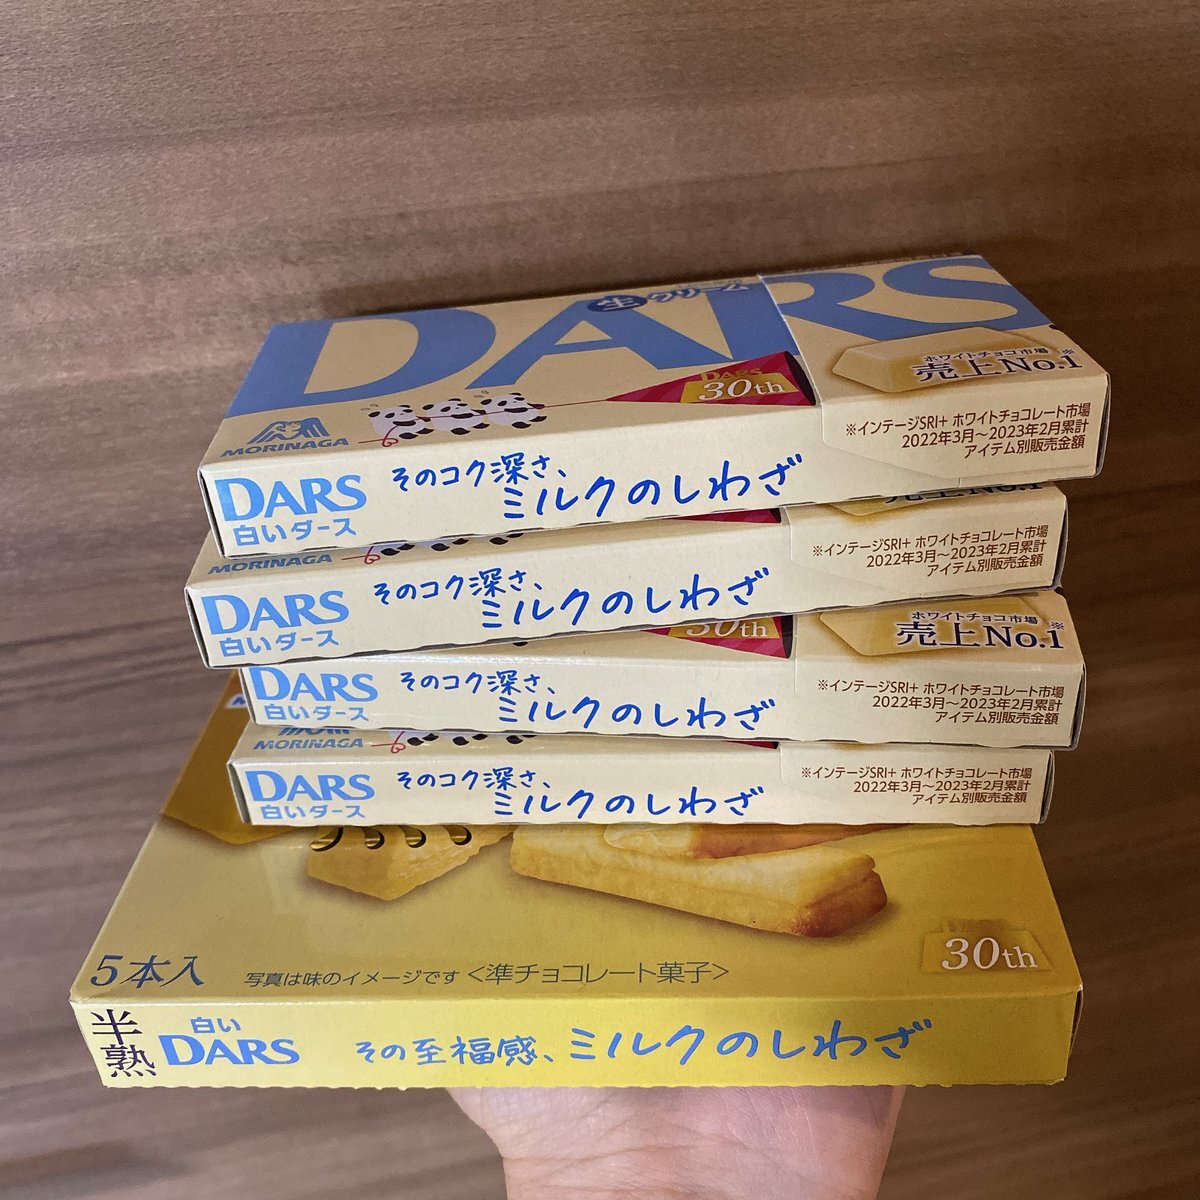 DARS
生クリーム
DARS
30th
ホワイトチョコ市場
売上No.1※
MORINAGA
DARS
白いダース
そのコク深さ、
ミルクのしわざ
※インテージSRI+ ホワイトチョコレート市場
2022年3月〜2023年2月累計
アイテム別販売金額
売上No.1
MORINAGA
DARS
白いダース
そのコク深さ、
ミルクのしわざ
※インテージSRI+ ホワイトチョコレート市場
2022年3月〜2023年2月累計
アイテム別販売金額
30th
ホワイトチョコ市場
売上No.1※
DARS
白いダース
そのコク深さ、
ミルクのしわざ
※インテージSRI+ ホワイトチョコレート市場
2022年3月〜2023年2月累計
アイテム別販売金額
MORINAGA
DARS
白いダース
そのコク深さ、
ミルクのしわざ
※インテージSRI+ ホワイトチョコレート市場
2022年3月〜2023年2月累計
アイテム別販売金額
30th
5本入
写真は味のイメージです〈準チョコレート菓子〉
半熟
白い
DARS
その至福感、ミルクのしわざ